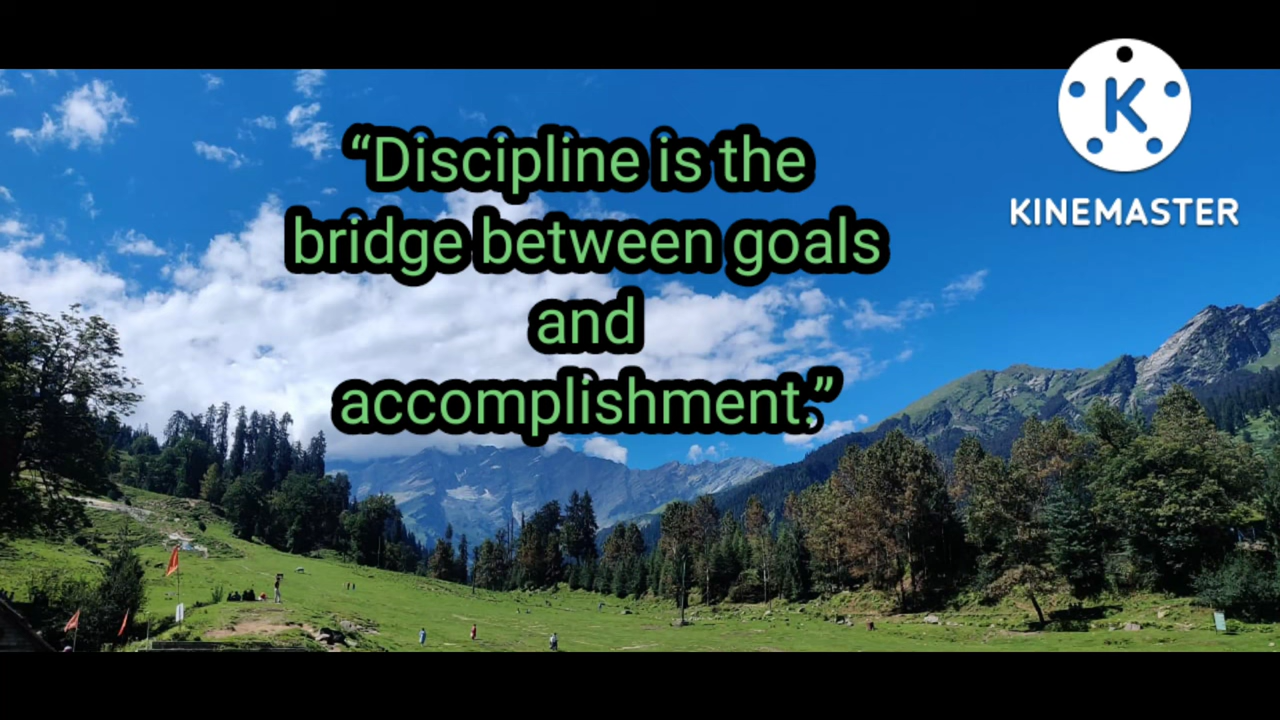 “Discipline is the
bridge between goals
and
accomplishment.”
K
KINEMASTER